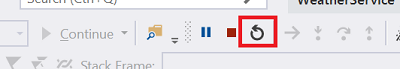 Search (Ctrl+Q)
WeatherService
Continue
Stack Frame: